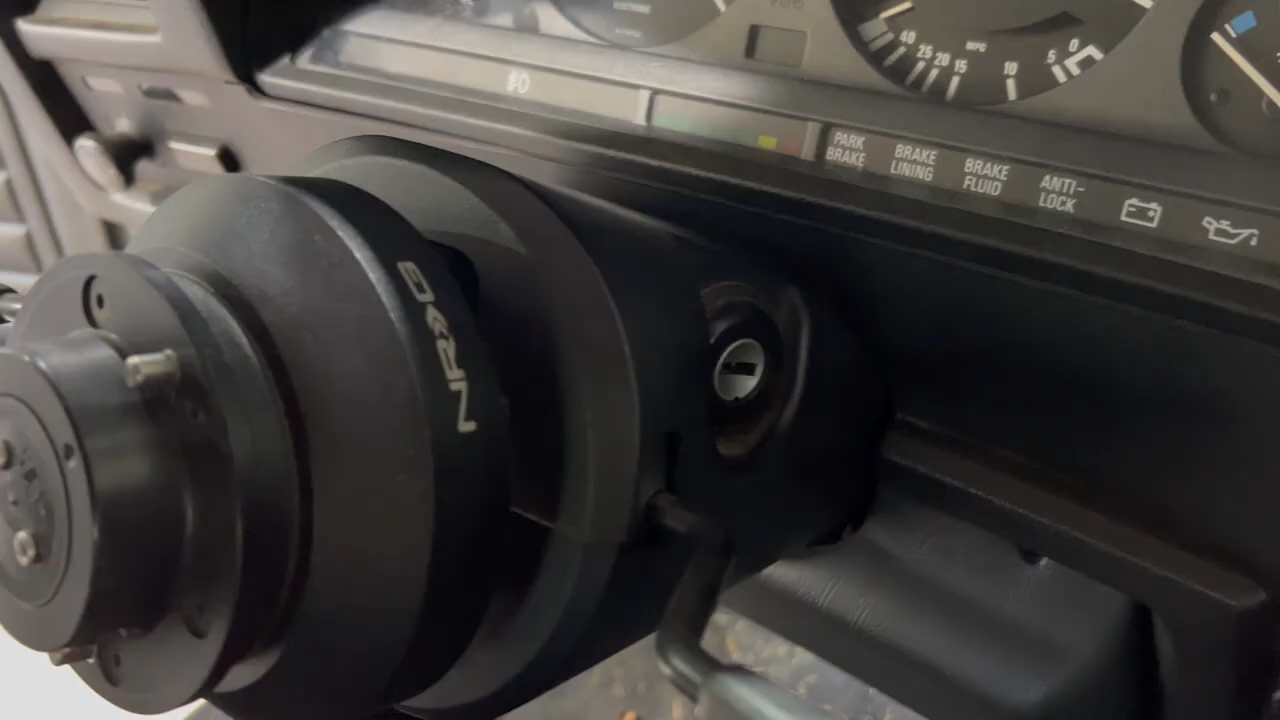 40
25
20
15
MPG
10
5
0
PARK
BRAKE
BRAKE
LINING
BRAKE
FLUID
ANTI-
LOCK
NRG